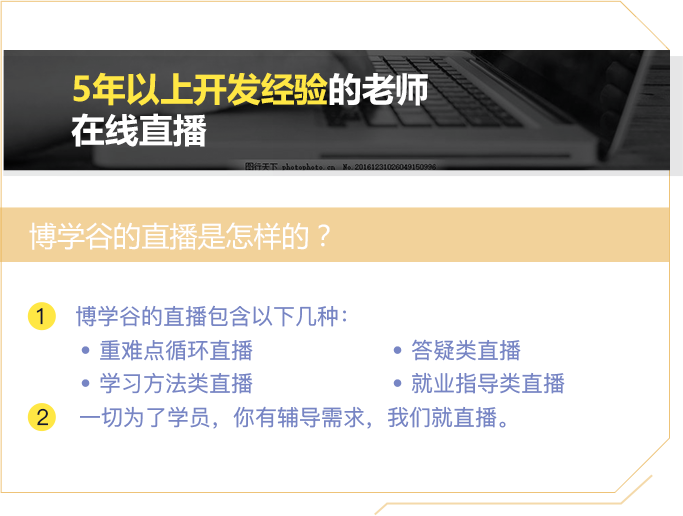 5年以上开发经验的老师
在线直播
图行天下 photophoto.cn No.20161231026049150996
博学谷的直播是怎样的？
1 博学谷的直播包含以下几种：
• 重难点循环直播 • 答疑类直播
• 学习方法类直播 • 就业指导类直播
2 一切为了学员，你有辅导需求，我们就直播。